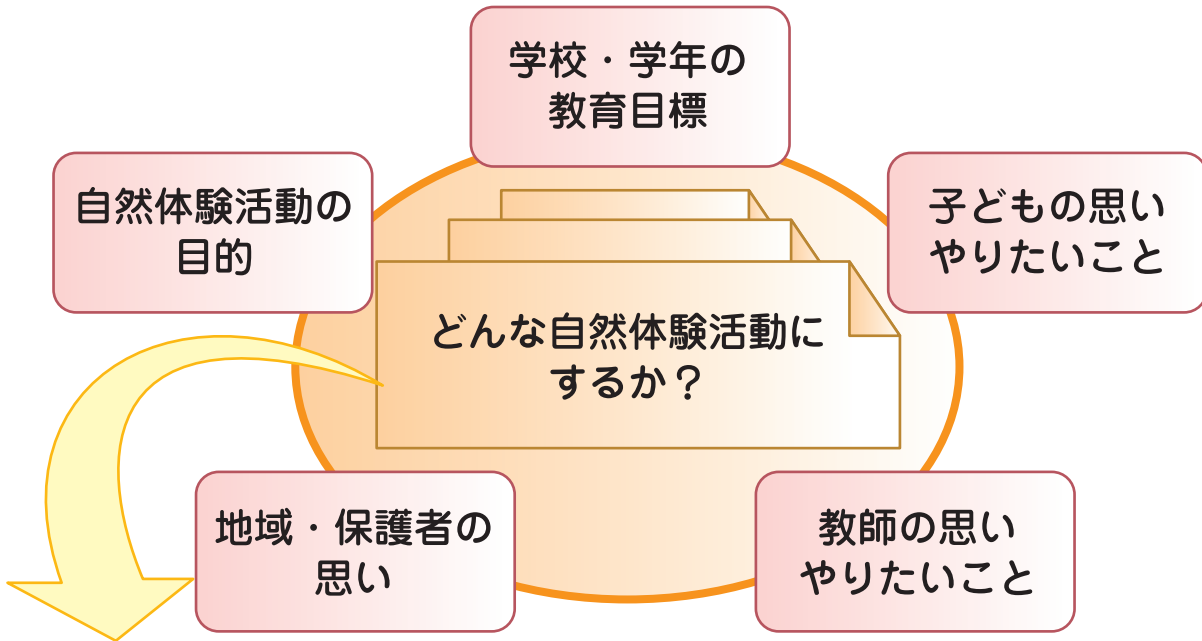 学校・学年の
教育目標
自然体験活動の
目的
子どもの思い
やりたいこと
どんな自然体験活動に
するか？
地域・保護者の
思い
教師の思い
やりたいこと